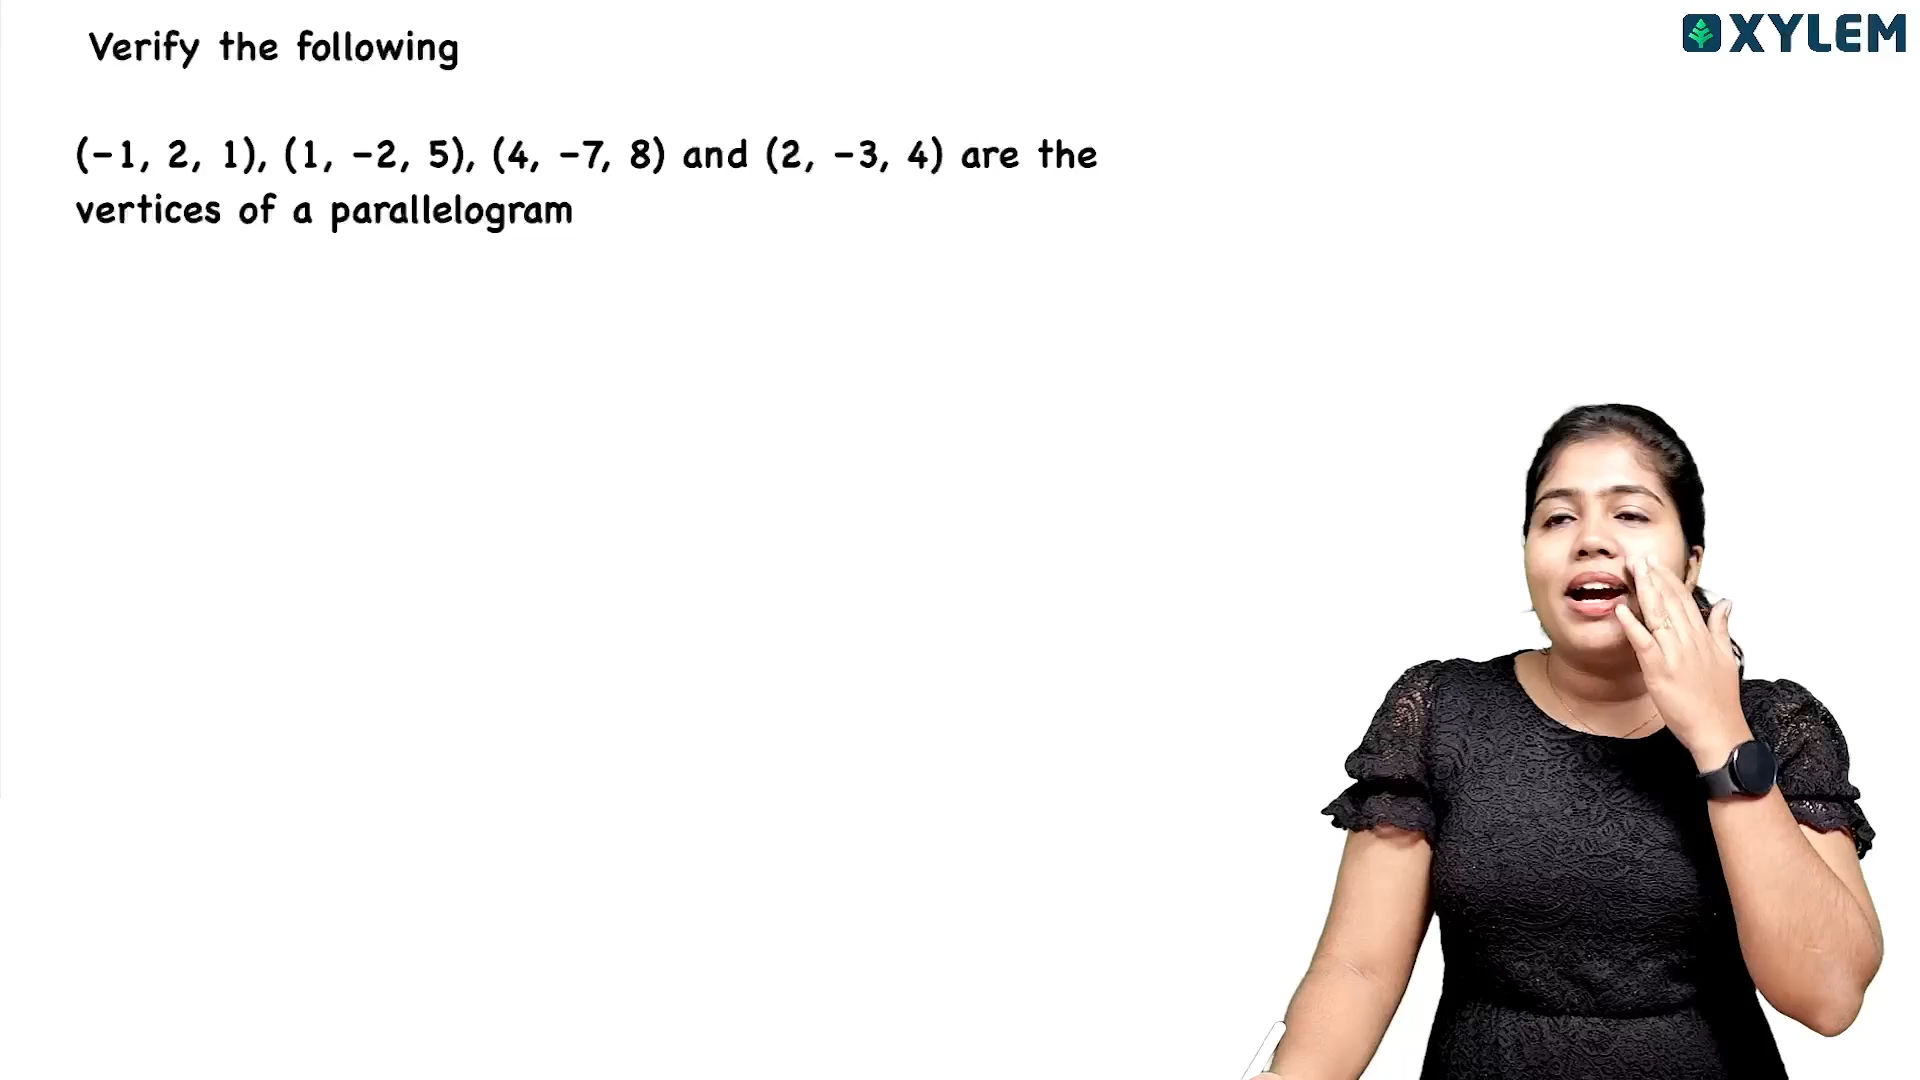 Verify the following
XYLEM
(-1, 2, 1), (1, -2, 5), (4, -7, 8) and (2, -3, 4) are the
vertices of a parallelogram